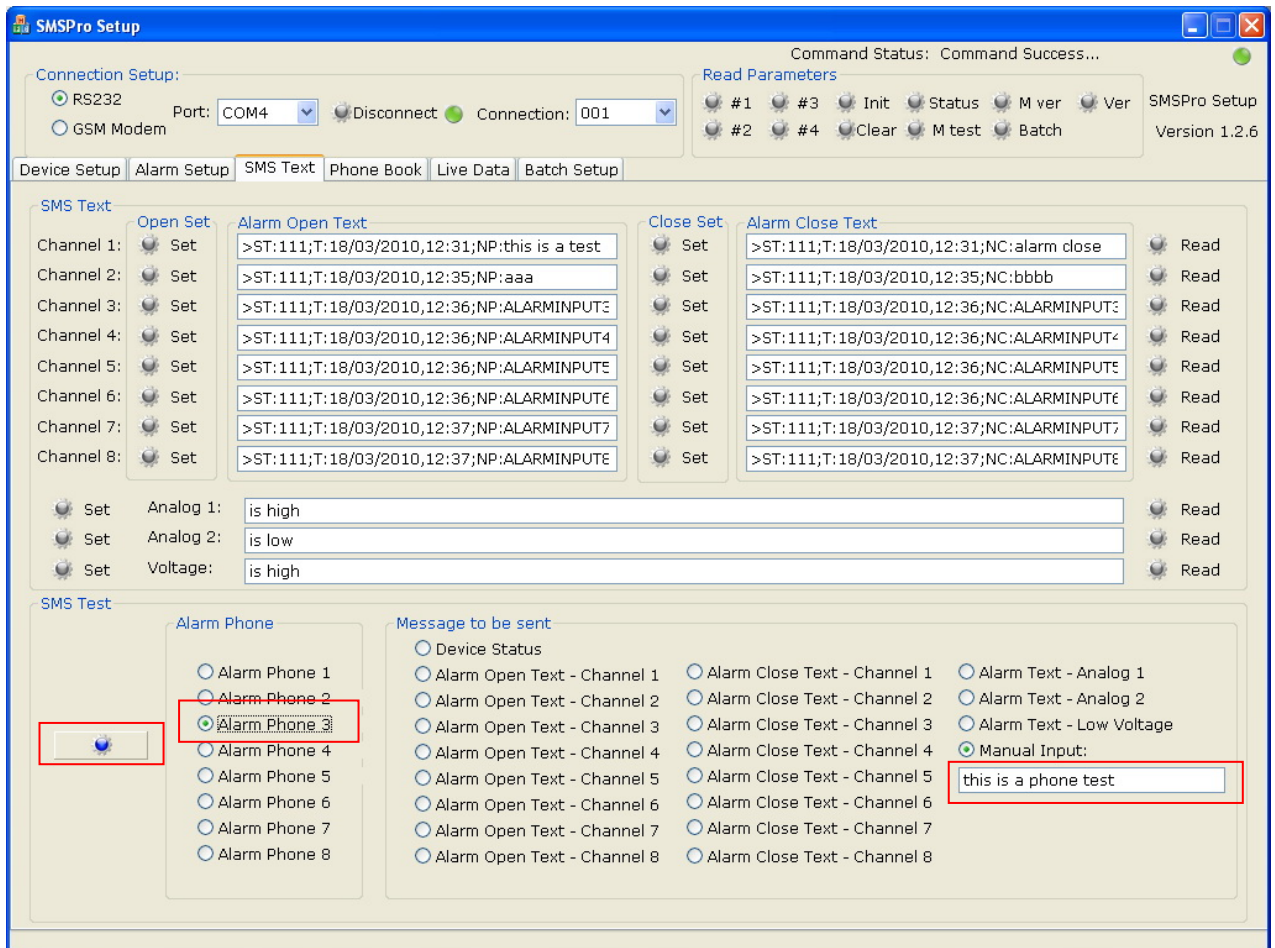 SMSPro Setup
Command Status: Command Success...
Connection Setup:
RS232
GSM Modem
Port: COM4
Disconnect
Connection: 001
Read Parameters
#1 #3 Init Status M ver Ver
#2 #4 Clear M test Batch
SMSPro Setup
Version 1.2.6
Device Setup Alarm Setup SMS Text Phone Book Live Data Batch Setup
SMS Text
Open Set Alarm Open Text Close Set Alarm Close Text
Channel 1: Set >ST:111;T:18/03/2010,12:31;NP:this is a test Set >ST:111;T:18/03/2010,12:31;NC:alarm close Read
Channel 2: Set >ST:111;T:18/03/2010,12:35;NP:aaa Set >ST:111;T:18/03/2010,12:35;NC:bbbb Read
Channel 3: Set >ST:111;T:18/03/2010,12:36;NP:ALARMINPUT3 Set >ST:111;T:18/03/2010,12:36;NC:ALARMINPUT3 Read
Channel 4: Set >ST:111;T:18/03/2010,12:36;NP:ALARMINPUT4 Set >ST:111;T:18/03/2010,12:36;NC:ALARMINPUT4 Read
Channel 5: Set >ST:111;T:18/03/2010,12:36;NP:ALARMINPUT5 Set >ST:111;T:18/03/2010,12:36;NC:ALARMINPUT5 Read
Channel 6: Set >ST:111;T:18/03/2010,12:36;NP:ALARMINPUT6 Set >ST:111;T:18/03/2010,12:36;NC:ALARMINPUT6 Read
Channel 7: Set >ST:111;T:18/03/2010,12:37;NP:ALARMINPUT7 Set >ST:111;T:18/03/2010,12:37;NC:ALARMINPUT7 Read
Channel 8: Set >ST:111;T:18/03/2010,12:37;NP:ALARMINPUT8 Set >ST:111;T:18/03/2010,12:37;NC:ALARMINPUT8 Read
Set Analog 1: is high Read
Set Analog 2: is low Read
Set Voltage: is high Read
SMS Test
Alarm Phone
Alarm Phone 1
Alarm Phone 2
Alarm Phone 3
Alarm Phone 4
Alarm Phone 5
Alarm Phone 6
Alarm Phone 7
Alarm Phone 8
Message to be sent
Device Status
Alarm Open Text - Channel 1
Alarm Open Text - Channel 2
Alarm Open Text - Channel 3
Alarm Open Text - Channel 4
Alarm Open Text - Channel 5
Alarm Open Text - Channel 6
Alarm Open Text - Channel 7
Alarm Open Text - Channel 8
Alarm Close Text - Channel 1
Alarm Close Text - Channel 2
Alarm Close Text - Channel 3
Alarm Close Text - Channel 4
Alarm Close Text - Channel 5
Alarm Close Text - Channel 6
Alarm Close Text - Channel 7
Alarm Close Text - Channel 8
Alarm Text - Analog 1
Alarm Text - Analog 2
Alarm Text - Low Voltage
Manual Input:
this is a phone test